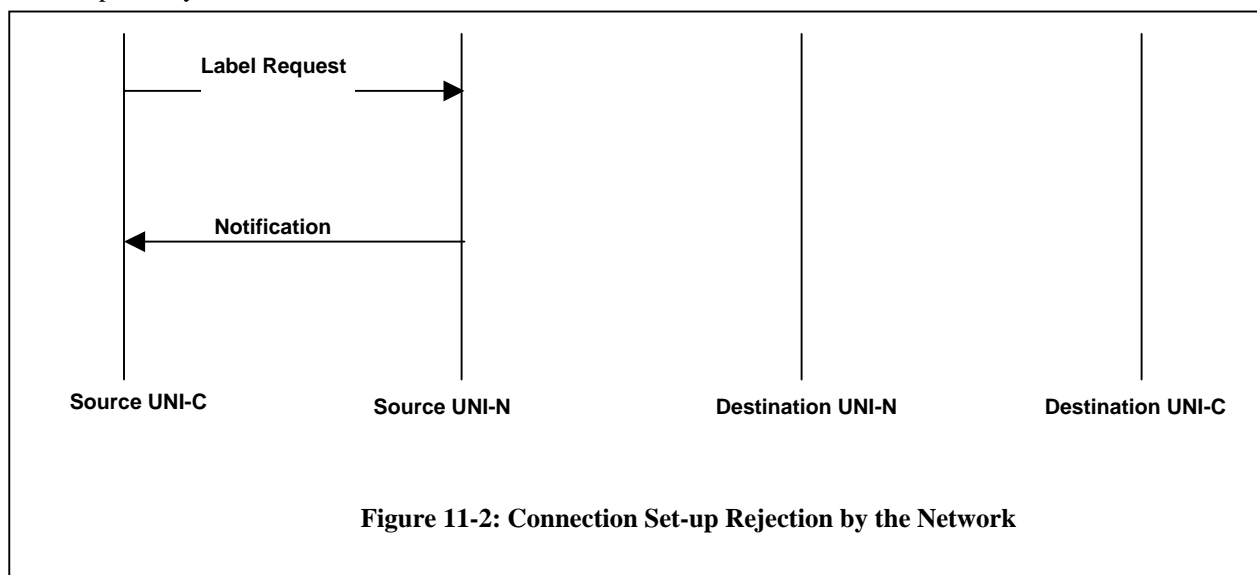 Label Request
Notification
Source UNI-C
Source UNI-N
Destination UNI-N
Destination UNI-C
Figure 11-2: Connection Set-up Rejection by the Network